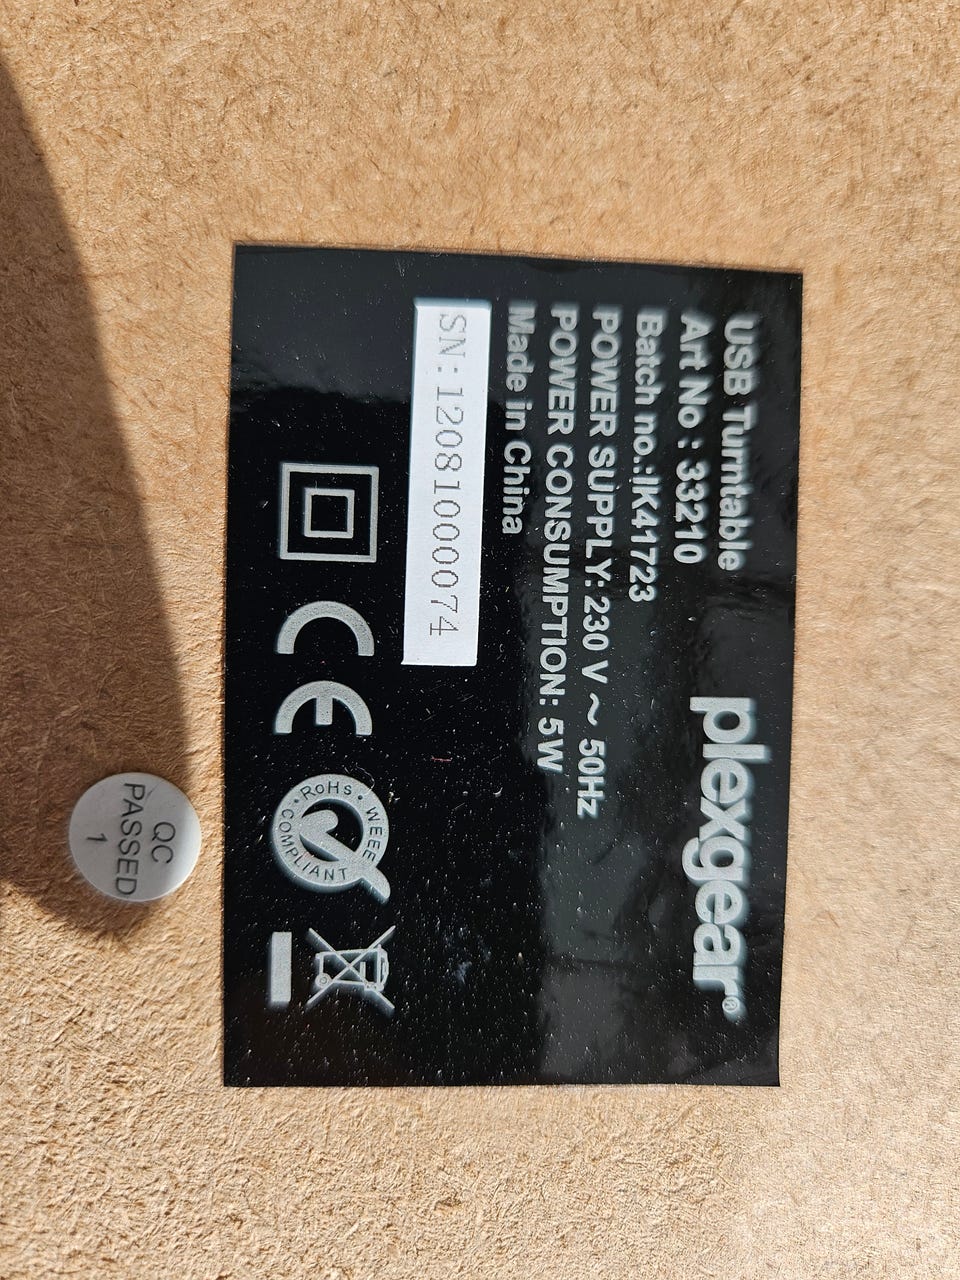 USB Turntable
plexgear®
Art No : 33210
Batch no.:IK41723
POWER SUPPLY: 230 V ~ 50Hz
POWER CONSUMPTION: 5W
Made in China
SN:1208100074
CE
RoHs • WEEE • COMPLIANT
QC
PASSED
1